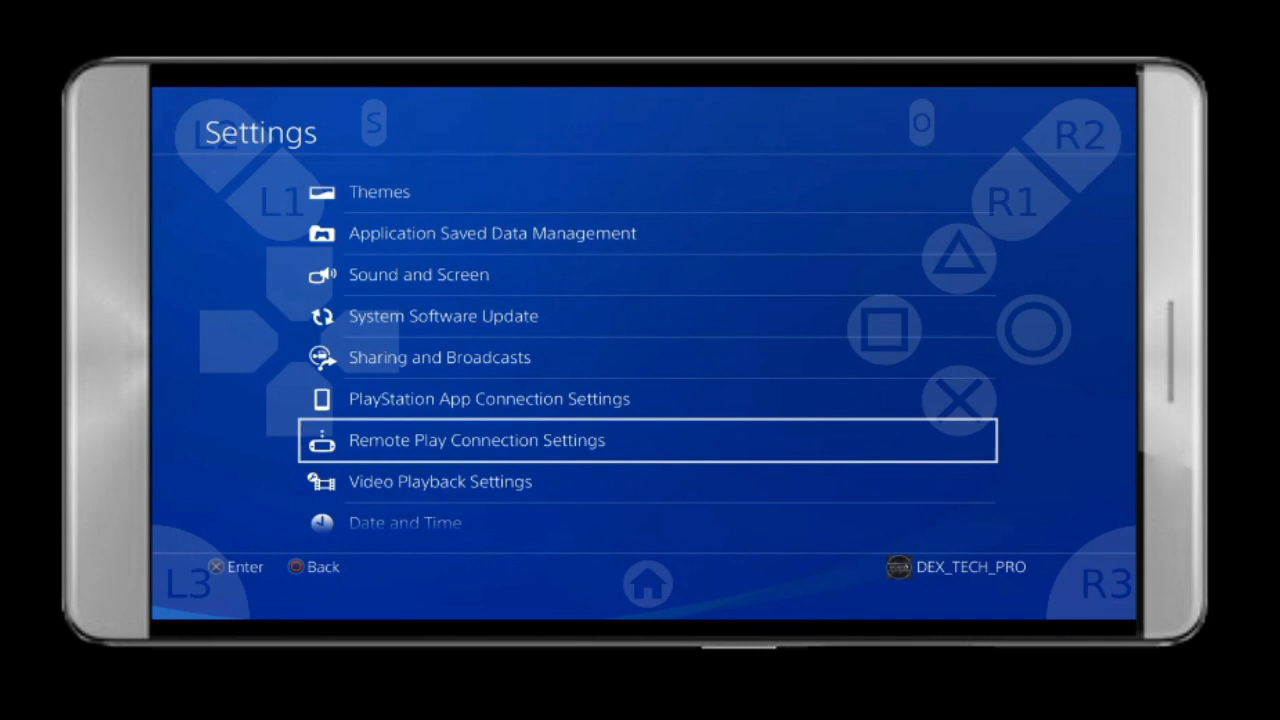 Settings
L2
S
O
R2
L1
R1
Themes
Application Saved Data Management
Sound and Screen
System Software Update
Sharing and Broadcasts
PlayStation App Connection Settings
Remote Play Connection Settings
Video Playback Settings
Date and Time
Enter
Back
DEX_TECH_PRO
L3
R3